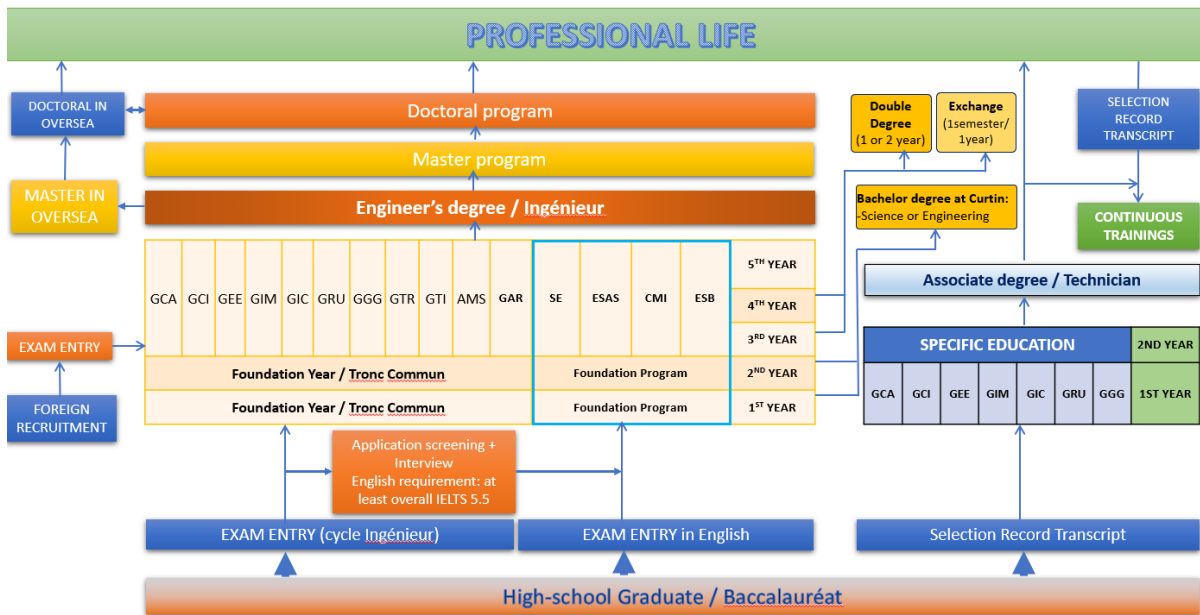 PROFESSIONAL LIFE
DOCTORAL IN
OVERSEA
Doctoral program
Double
Degree
(1 or 2 year)
Exchange
(1semester/
1year)
SELECTION
RECORD
TRANSCRIPT
Master program
MASTER IN
OVERSEA
Engineer's degree / Ingénieur
Bachelor degree at Curtin:
-Science or Engineering
CONTINUOUS
TRAININGS
GCA GCI GEE GIM GIC GRU GGG GTR GTI AMS GAR SE ESAS CMI ESB
5TH YEAR
4TH YEAR
3RD YEAR
Associate degree / Technician
EXAM ENTRY
Foundation Year / Tronc Commun Foundation Program 2ND YEAR
Foundation Year / Tronc Commun Foundation Program 1ST YEAR
SPECIFIC EDUCATION 2ND YEAR
GCA GCI GEE GIM GIC GRU GGG 1ST YEAR
FOREIGN
RECRUITMENT
Application screening +
Interview
English requirement: at
least overall IELTS 5.5
EXAM ENTRY (cycle Ingénieur)
EXAM ENTRY in English
Selection Record Transcript
High-school Graduate / Baccalauréat